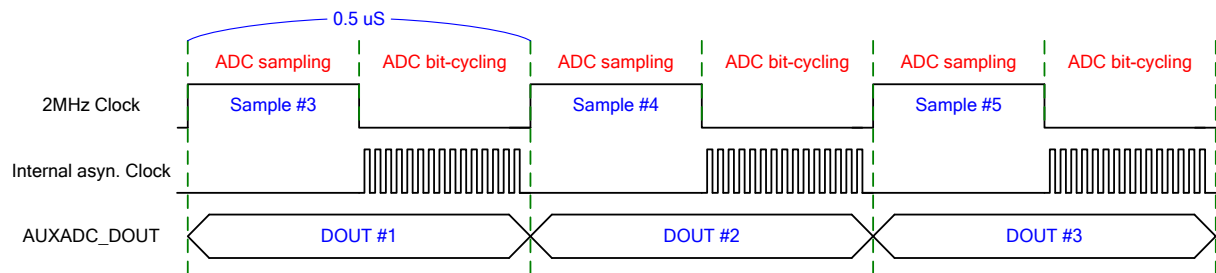 0.5 uS
ADC sampling ADC bit-cycling ADC sampling ADC bit-cycling ADC sampling ADC bit-cycling
2MHz Clock Sample #3 Sample #4 Sample #5
Internal asyn. Clock
AUXADC_DOUT DOUT #1 DOUT #2 DOUT #3